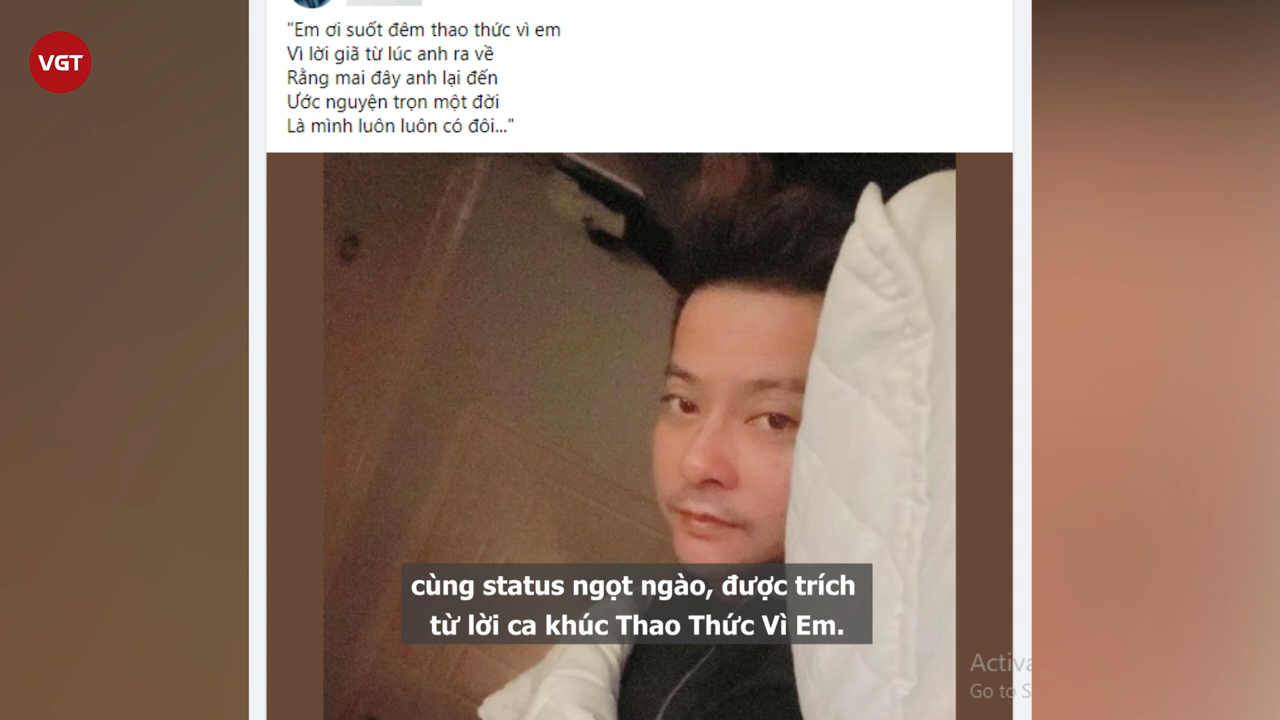 VGT
"Em ơi suốt đêm thao thức vì em
Vì lời giã từ lúc anh ra về
Rằng mai đây anh lại đến
Ước nguyện trọn một đời
Là mình luôn luôn có đôi..."
cùng status ngọt ngào, được trích
từ lời ca khúc Thao Thức Vì Em.
Go to